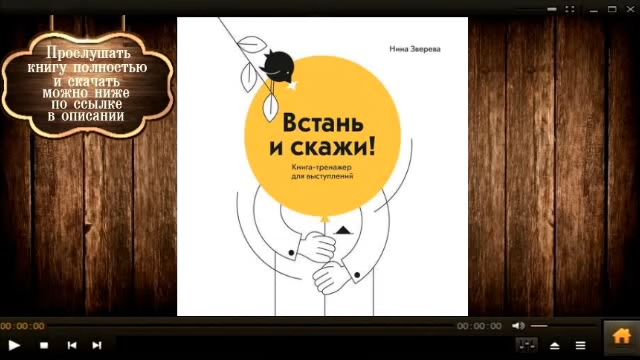 Прослушать
книгу полностью
и скачать
можно ниже
по ссылке
в описании
Нина Зверева
Встань
и скажи!
Книга-тренажер
для выступлений
00:00:00
00:00:00